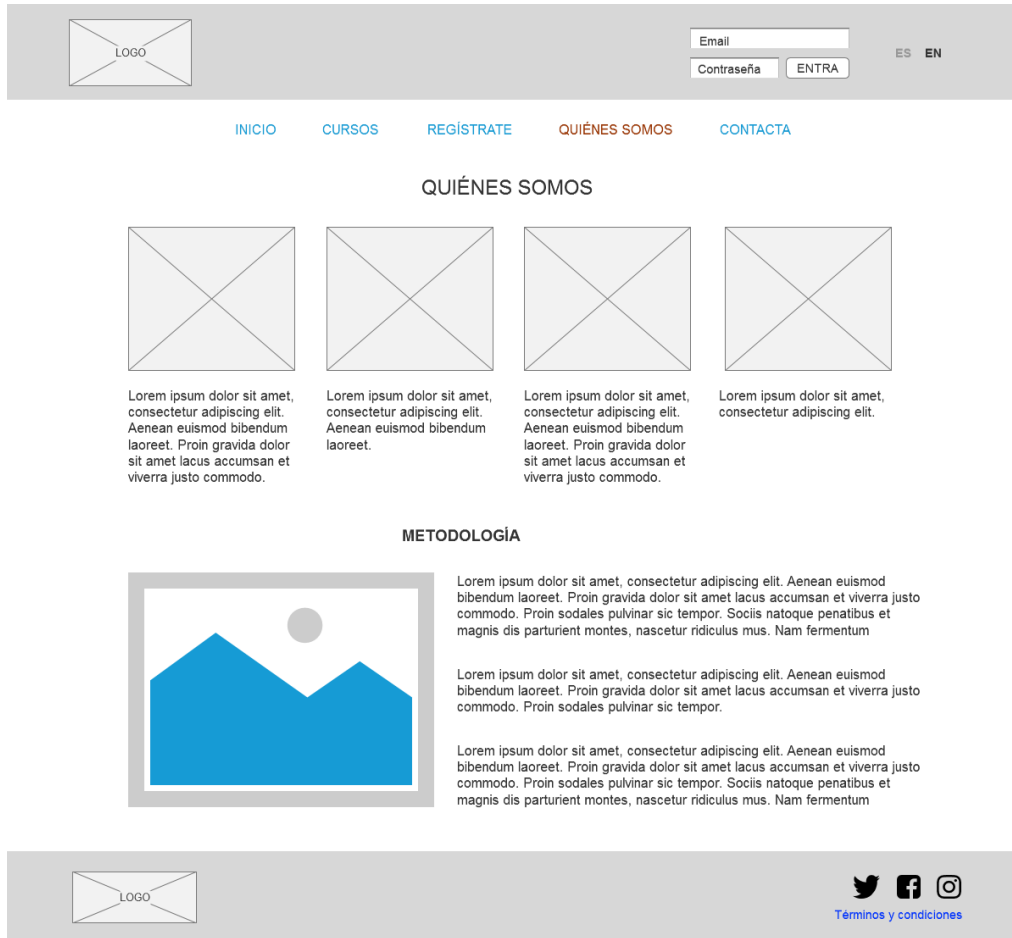 LOGO
Email
Contraseña
ENTRA
ES EN
INICIO CURSOS REGÍSTRATE QUIÉNES SOMOS CONTACTA
QUIÉNES SOMOS
Lorem ipsum dolor sit amet,
consectetur adipiscing elit.
Aenean euismod bibendum
laoreet. Proin gravida dolor
sit amet lacus accumsan et
viverra justo commodo.
Lorem ipsum dolor sit amet,
consectetur adipiscing elit.
Aenean euismod bibendum
laoreet.
Lorem ipsum dolor sit amet,
consectetur adipiscing elit.
Aenean euismod bibendum
laoreet. Proin gravida dolor
sit amet lacus accumsan et
viverra justo commodo.
Lorem ipsum dolor sit amet,
consectetur adipiscing elit.
METODOLOGÍA
Lorem ipsum dolor sit amet, consectetur adipiscing elit. Aenean euismod
bibendum laoreet. Proin gravida dolor sit amet lacus accumsan et viverra justo
commodo. Proin sodales pulvinar sic tempor. Sociis natoque penatibus et
magnis dis parturient montes, nascetur ridiculus mus. Nam fermentum
Lorem ipsum dolor sit amet, consectetur adipiscing elit. Aenean euismod
bibendum laoreet. Proin gravida dolor sit amet lacus accumsan et viverra justo
commodo. Proin sodales pulvinar sic tempor.
Lorem ipsum dolor sit amet, consectetur adipiscing elit. Aenean euismod
bibendum laoreet. Proin gravida dolor sit amet lacus accumsan et viverra justo
commodo. Proin sodales pulvinar sic tempor. Sociis natoque penatibus et
magnis dis parturient montes, nascetur ridiculus mus. Nam fermentum
LOGO
Términos y condiciones